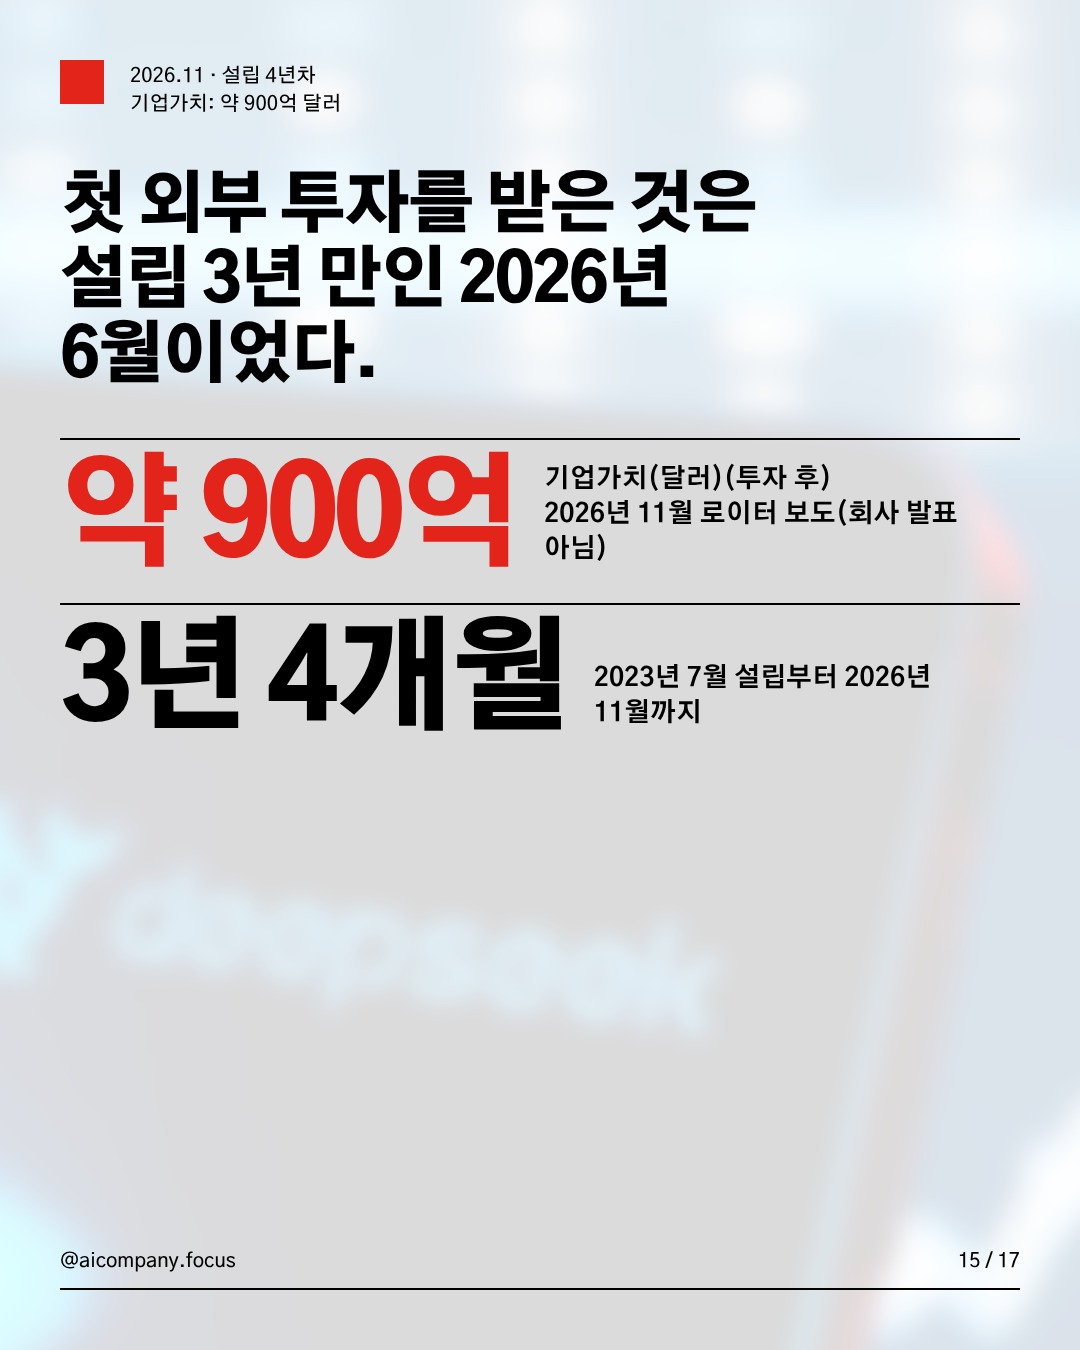 2026.11 · 설립 4년차
기업가치: 약 900억 달러
첫 외부 투자를 받은 것은
설립 3년 만인 2026년
6월이었다.
약 900억
기업가치(달러)(투자 후)
2026년 11월 로이터 보도(회사 발표
아님)
3년 4개월
2023년 7월 설립부터 2026년
11월까지
deepseek
@aicompany.focus
15 / 17